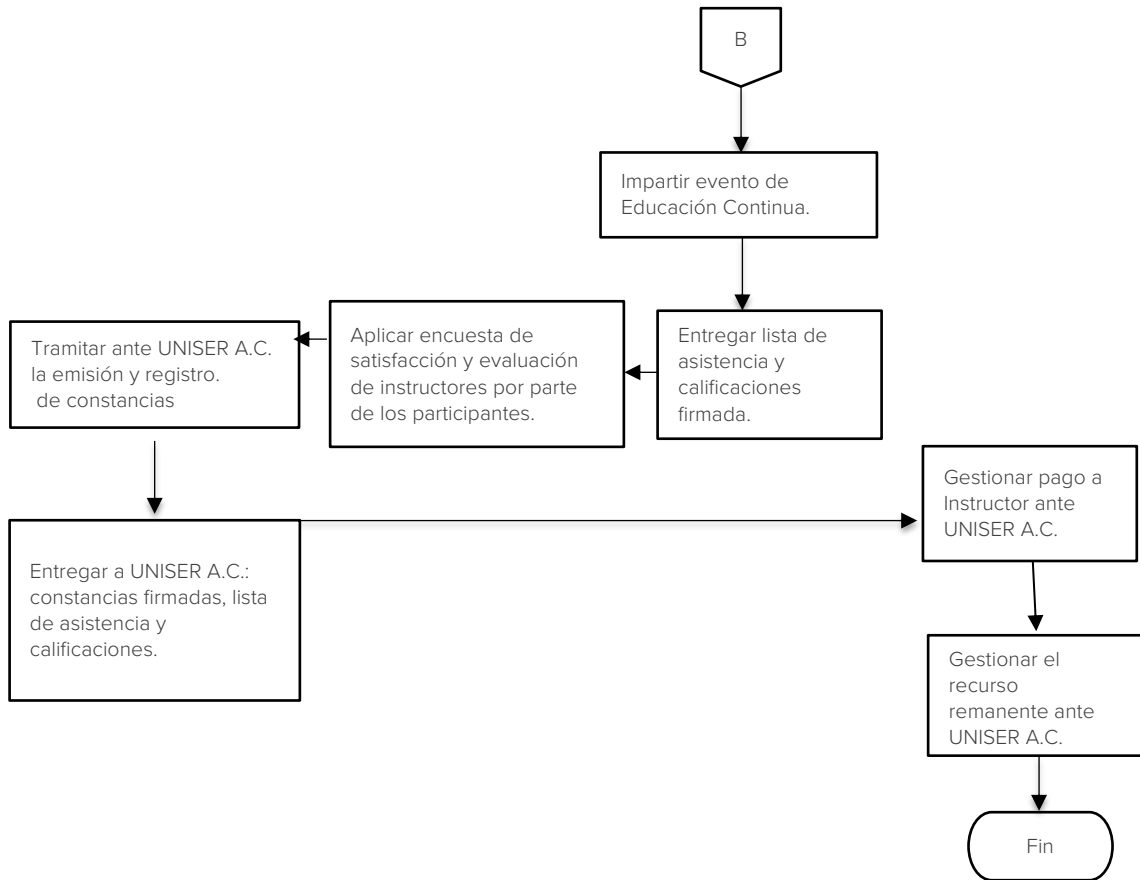 B
Impartir evento de
Educación Continua.
Entregar lista de
asistencia y
calificaciones
firmada.
Aplicar encuesta de
satisfacción y evaluación
de instructores por parte
de los participantes.
Tramitar ante UNISER A.C.
la emisión y registro.
de constancias
Entregar a UNISER A.C.:
constancias firmadas, lista
de asistencia y
calificaciones.
Gestionar pago a
Instructor ante
UNISER A.C.
Gestionar el
recurso
remanente ante
UNISER A.C.
Fin